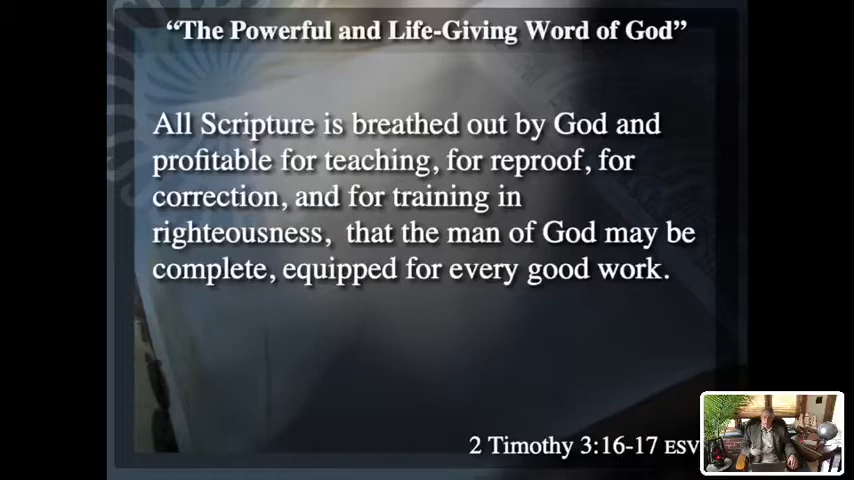 “The Powerful and Life-Giving Word of God”
All Scripture is breathed out by God and
profitable for teaching, for reproof, for
correction, and for training in
righteousness, that the man of God may be
complete, equipped for every good work.
2 Timothy 3:16-17 ESV